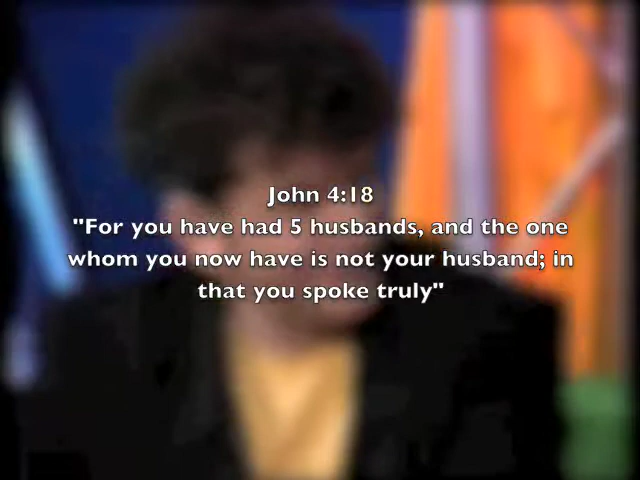 John 4:18
"For you have had 5 husbands, and the one
whom you now have is not your husband; in
that you spoke truly"